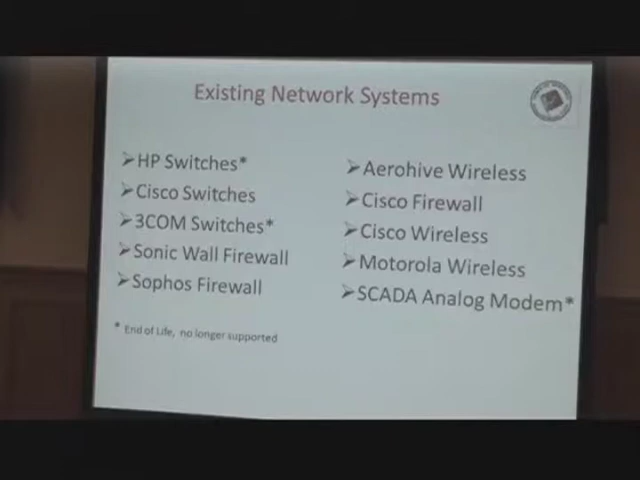 Existing Network Systems
➢HP Switches*
➢Cisco Switches
➢3COM Switches*
➢Sonic Wall Firewall
➢Sophos Firewall
➢Aerohive Wireless
➢Cisco Firewall
➢Cisco Wireless
➢Motorola Wireless
➢SCADA Analog Modem*
* End of Life, no longer supported